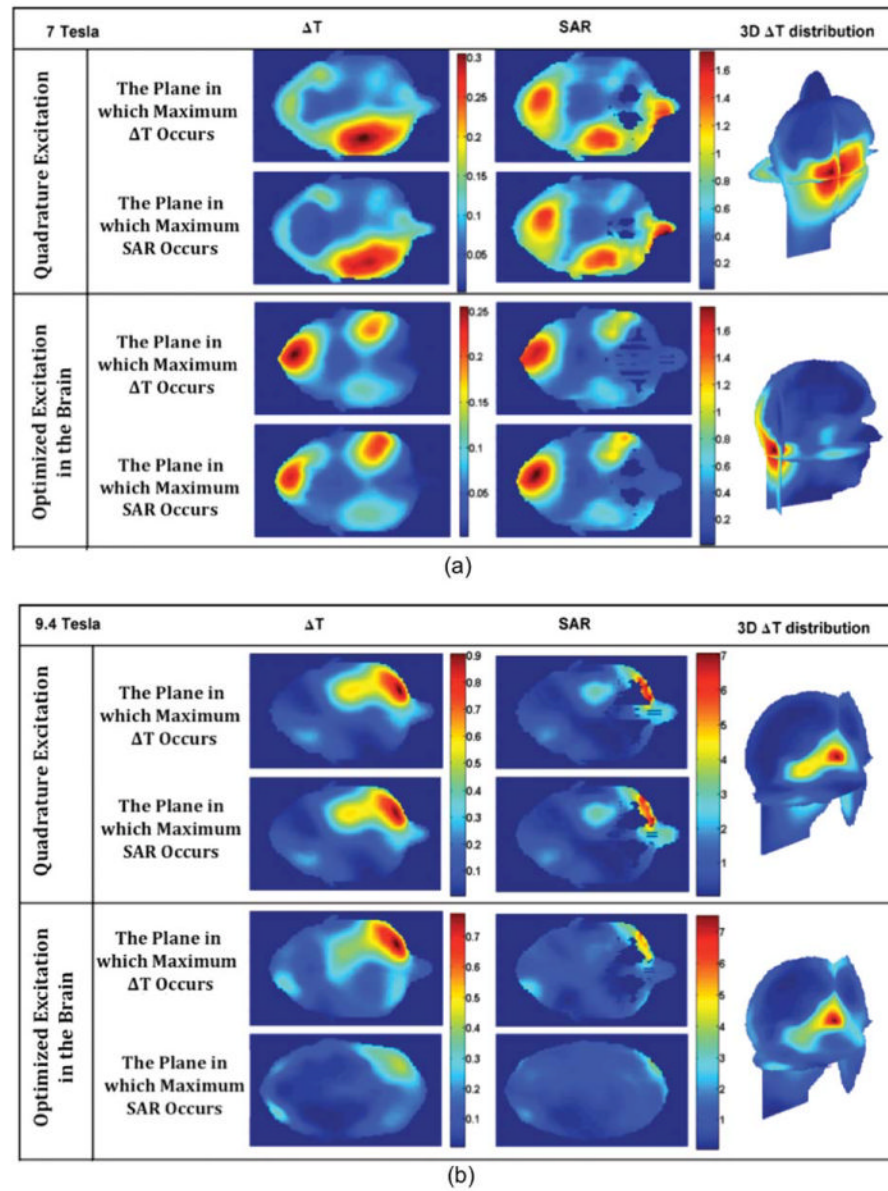 7 Tesla
ΔT
SAR
3D ΔT distribution
Quadrature Excitation
The Plane in
which Maximum
ΔT Occurs
0.3
0.25
0.2
0.15
0.1
0.05
1.6
1.4
1.2
1
0.8
0.6
0.4
0.2
The Plane in
which Maximum
SAR Occurs
Optimized Excitation
in the Brain
The Plane in
which Maximum
ΔT Occurs
0.25
0.2
0.15
0.1
0.05
1.6
1.4
1.2
1
0.8
0.6
0.4
0.2
The Plane in
which Maximum
SAR Occurs
(a)
9.4 Tesla
ΔT
SAR
3D ΔT distribution
Quadrature Excitation
The Plane in
which Maximum
ΔT Occurs
0.9
0.8
0.7
0.6
0.5
0.4
0.3
0.2
0.1
7
6
5
4
3
2
1
The Plane in
which Maximum
SAR Occurs
Optimized Excitation
in the Brain
The Plane in
which Maximum
ΔT Occurs
0.7
0.6
0.5
0.4
0.3
0.2
0.1
7
6
5
4
3
2
1
The Plane in
which Maximum
SAR Occurs
(b)